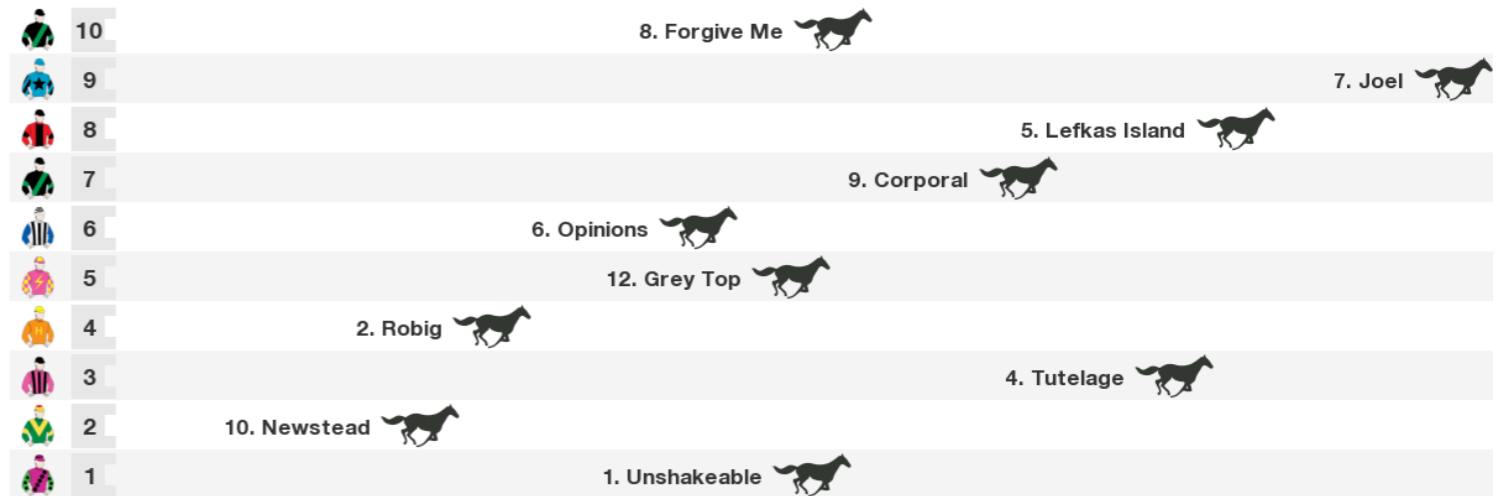 10 8. Forgive Me
9 7. Joel
8 5. Lefkas Island
7 9. Corporal
6 6. Opinions
5 12. Grey Top
4 2. Robig
H
3 4. Tutelage
2 10. Newstead
1 1. Unshakeable